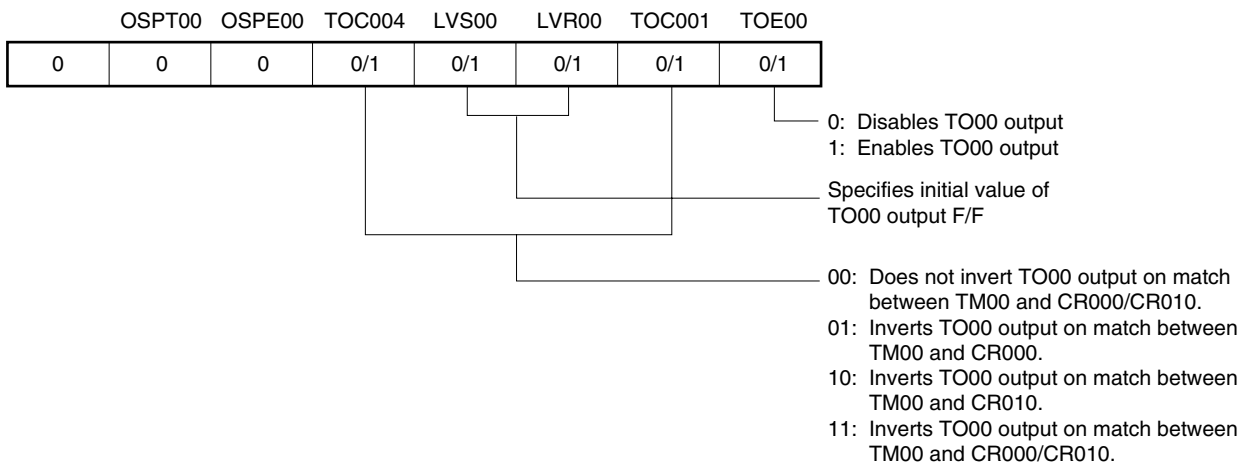 OSPT00 OSPE00 TOC004 LVS00 LVR00 TOC001 TOE00
0 0 0 0/1 0/1 0/1 0/1 0/1
0: Disables TO00 output
1: Enables TO00 output
Specifies initial value of
TO00 output F/F
00: Does not invert TO00 output on match
between TM00 and CR000/CR010.
01: Inverts TO00 output on match between
TM00 and CR000.
10: Inverts TO00 output on match between
TM00 and CR010.
11: Inverts TO00 output on match between
TM00 and CR000/CR010.